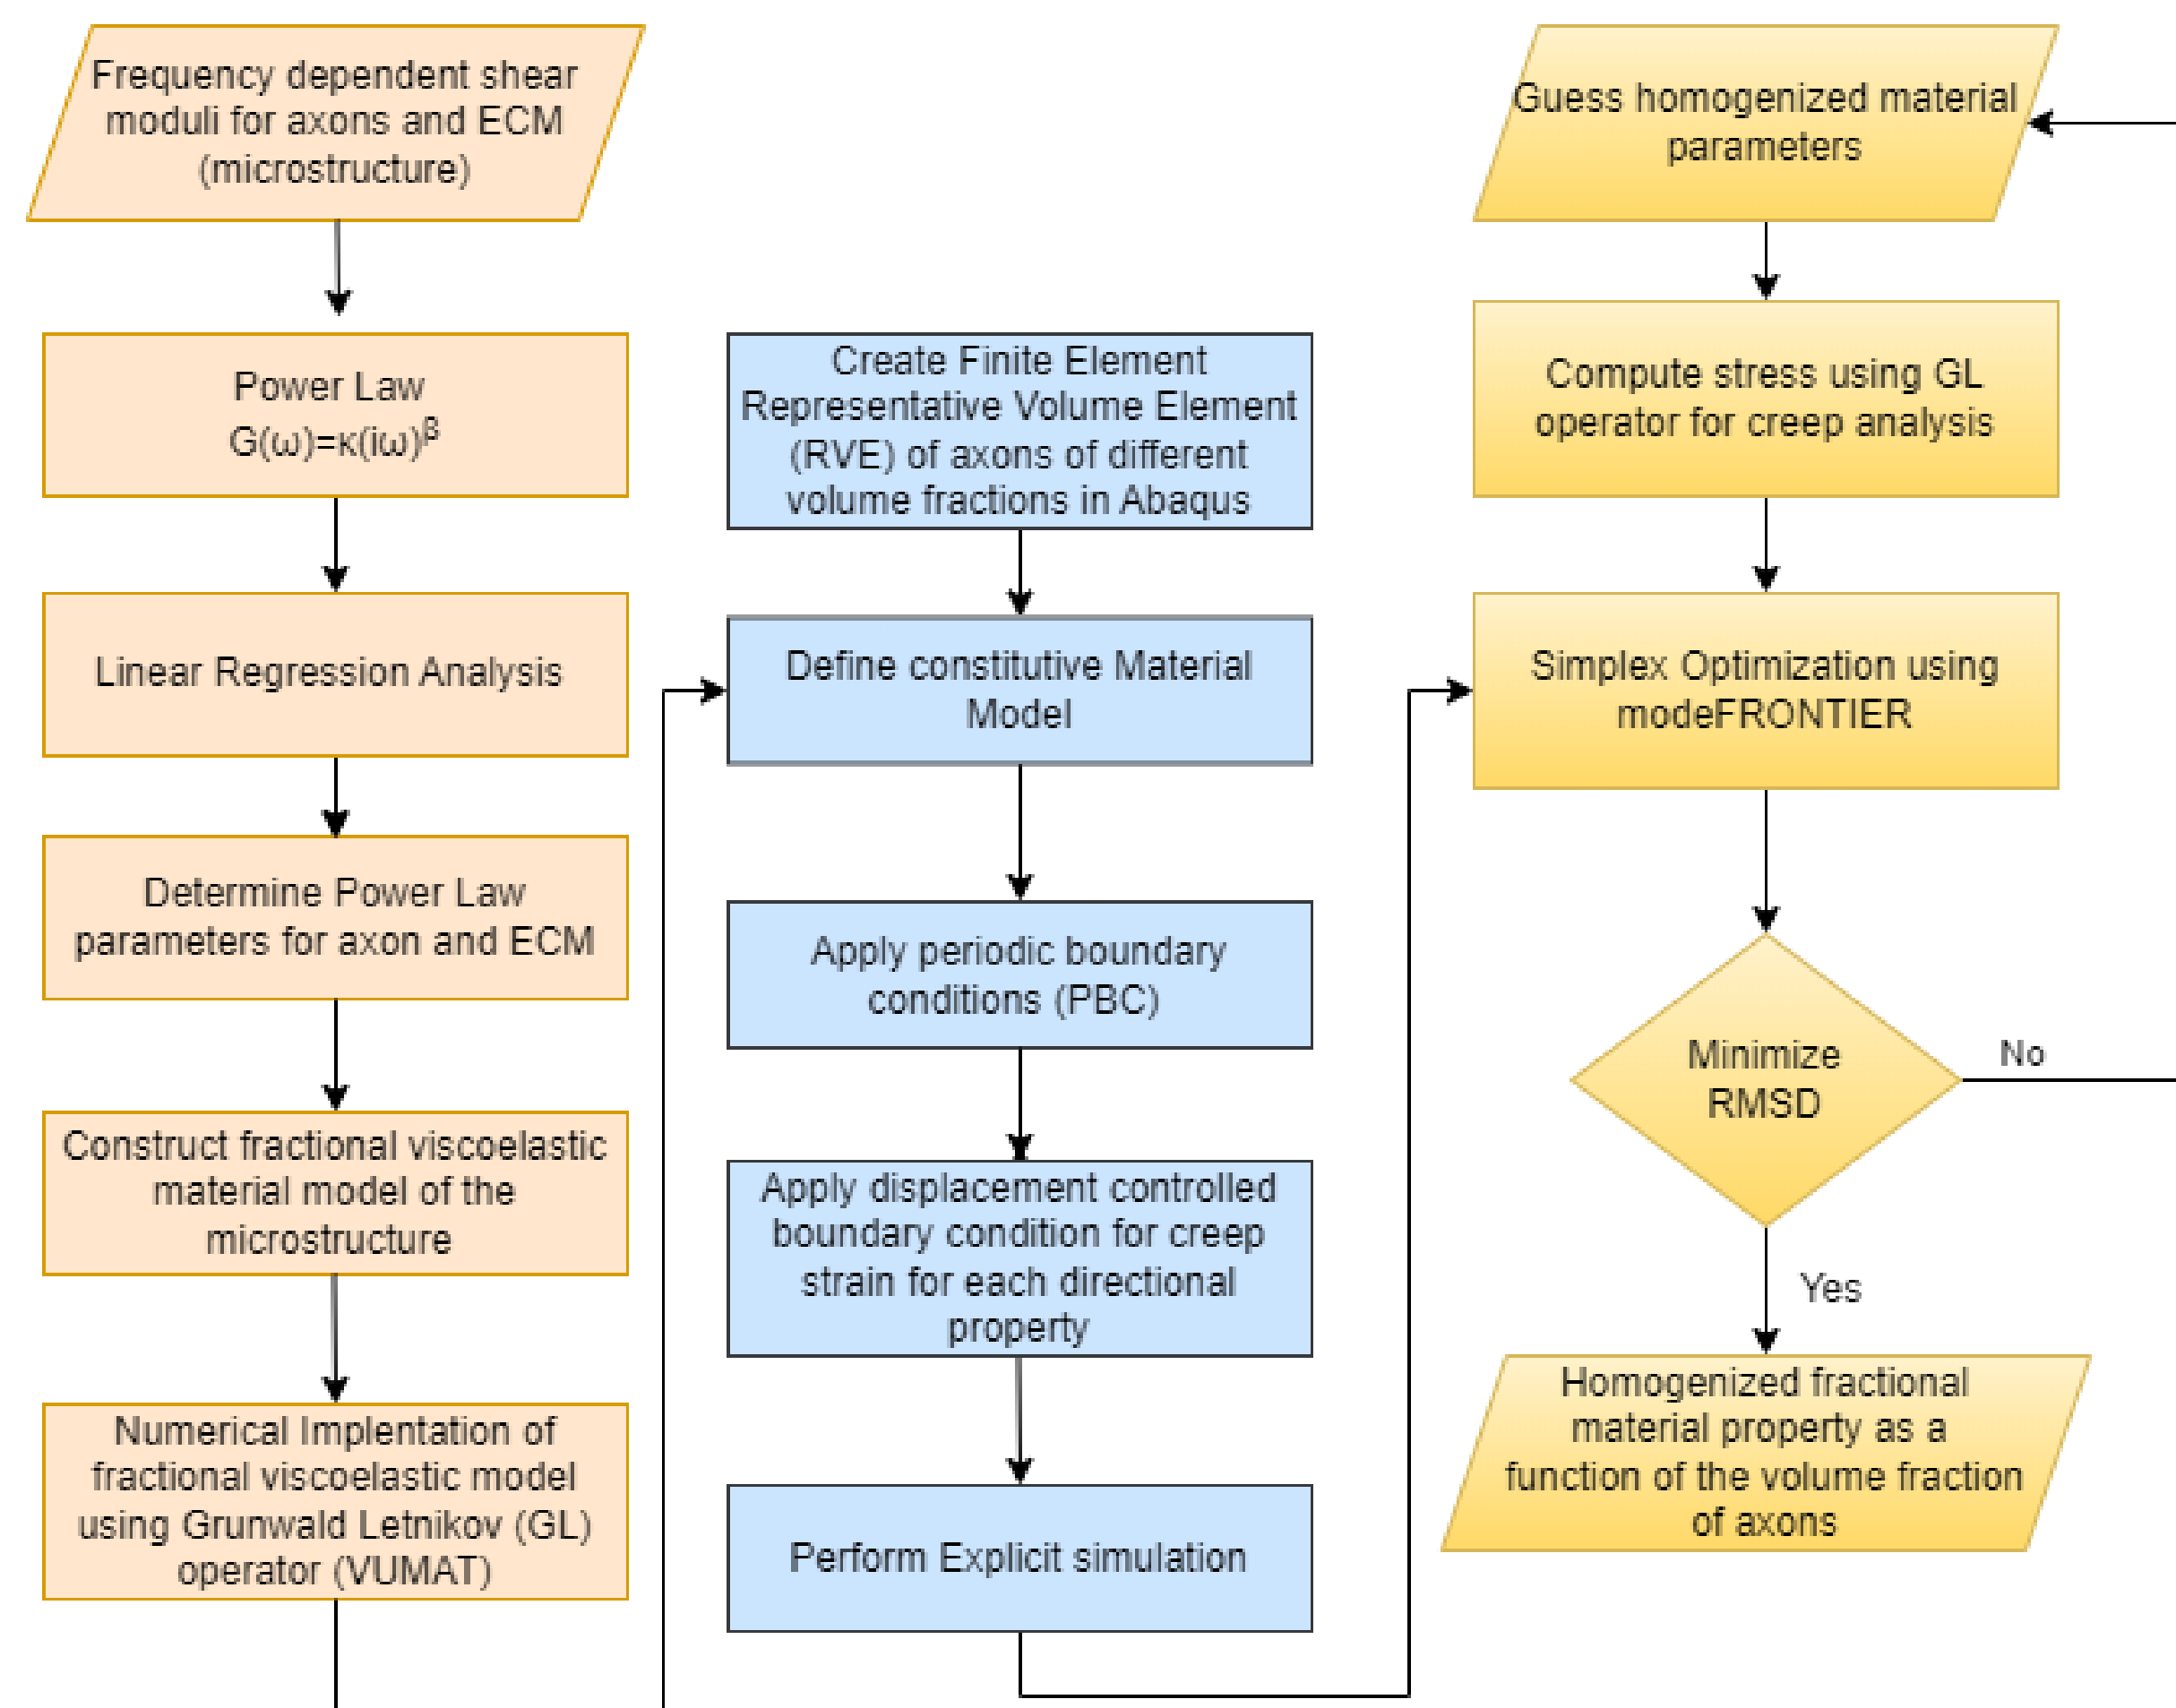 Frequency dependent shear
moduli for axons and ECM
(microstructure)
Power Law
G(ω)=κ(iω)^β
Linear Regression Analysis
Determine Power Law
parameters for axon and ECM
Construct fractional viscoelastic
material model of the
microstructure
Numerical Implentation of
fractional viscoelastic model
using Grunwald Letnikov (GL)
operator (VUMAT)
Create Finite Element
Representative Volume Element
(RVE) of axons of different
volume fractions in Abaqus
Define constitutive Material
Model
Apply periodic boundary
conditions (PBC)
Apply displacement controlled
boundary condition for creep
strain for each directional
property
Perform Explicit simulation
Guess homogenized material
parameters
Compute stress using GL
operator for creep analysis
Simplex Optimization using
modeFRONTIER
Minimize
RMSD
No
Yes
Homogenized fractional
material property as a
function of the volume fraction
of axons